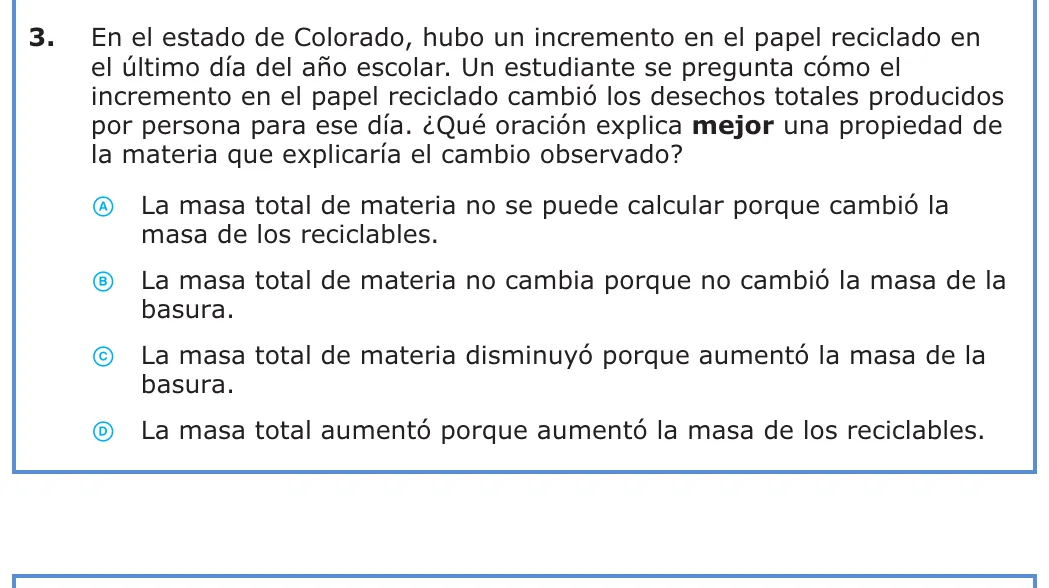 3. En el estado de Colorado, hubo un incremento en el papel reciclado en
el último día del año escolar. Un estudiante se pregunta cómo el
incremento en el papel reciclado cambió los desechos totales producidos
por persona para ese día. ¿Qué oración explica mejor una propiedad de
la materia que explicaría el cambio observado?
A La masa total de materia no se puede calcular porque cambió la
masa de los reciclables.
B La masa total de materia no cambia porque no cambió la masa de la
basura.
C La masa total de materia disminuyó porque aumentó la masa de la
basura.
D La masa total aumentó porque aumentó la masa de los reciclables.